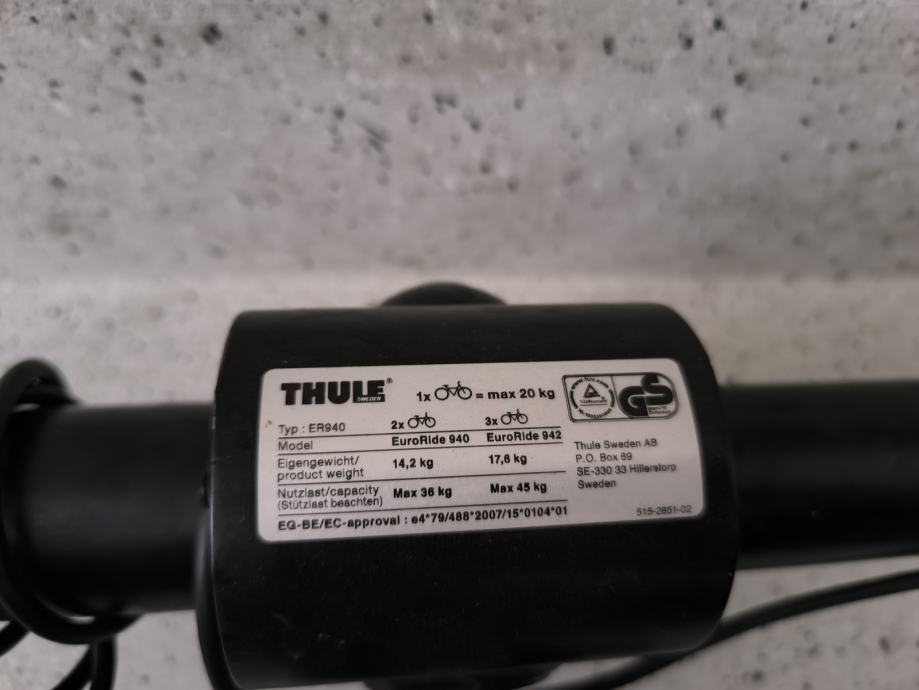 THULE®
SWEDEN
1x = max 20 kg
Typ : ER940 2x 3x
Model EuroRide 940 EuroRide 942
Eigengewicht/
product weight 14,2 kg 17,6 kg
Nutzlast/capacity Max 36 kg Max 45 kg
(Stützlast beachten)
EG-BE/EC-approval : e4*79/488*2007/15*0104*01
GS
Thule Sweden AB
P.O. Box 69
SE-330 33 Hillerstorp
Sweden
515-2851-02